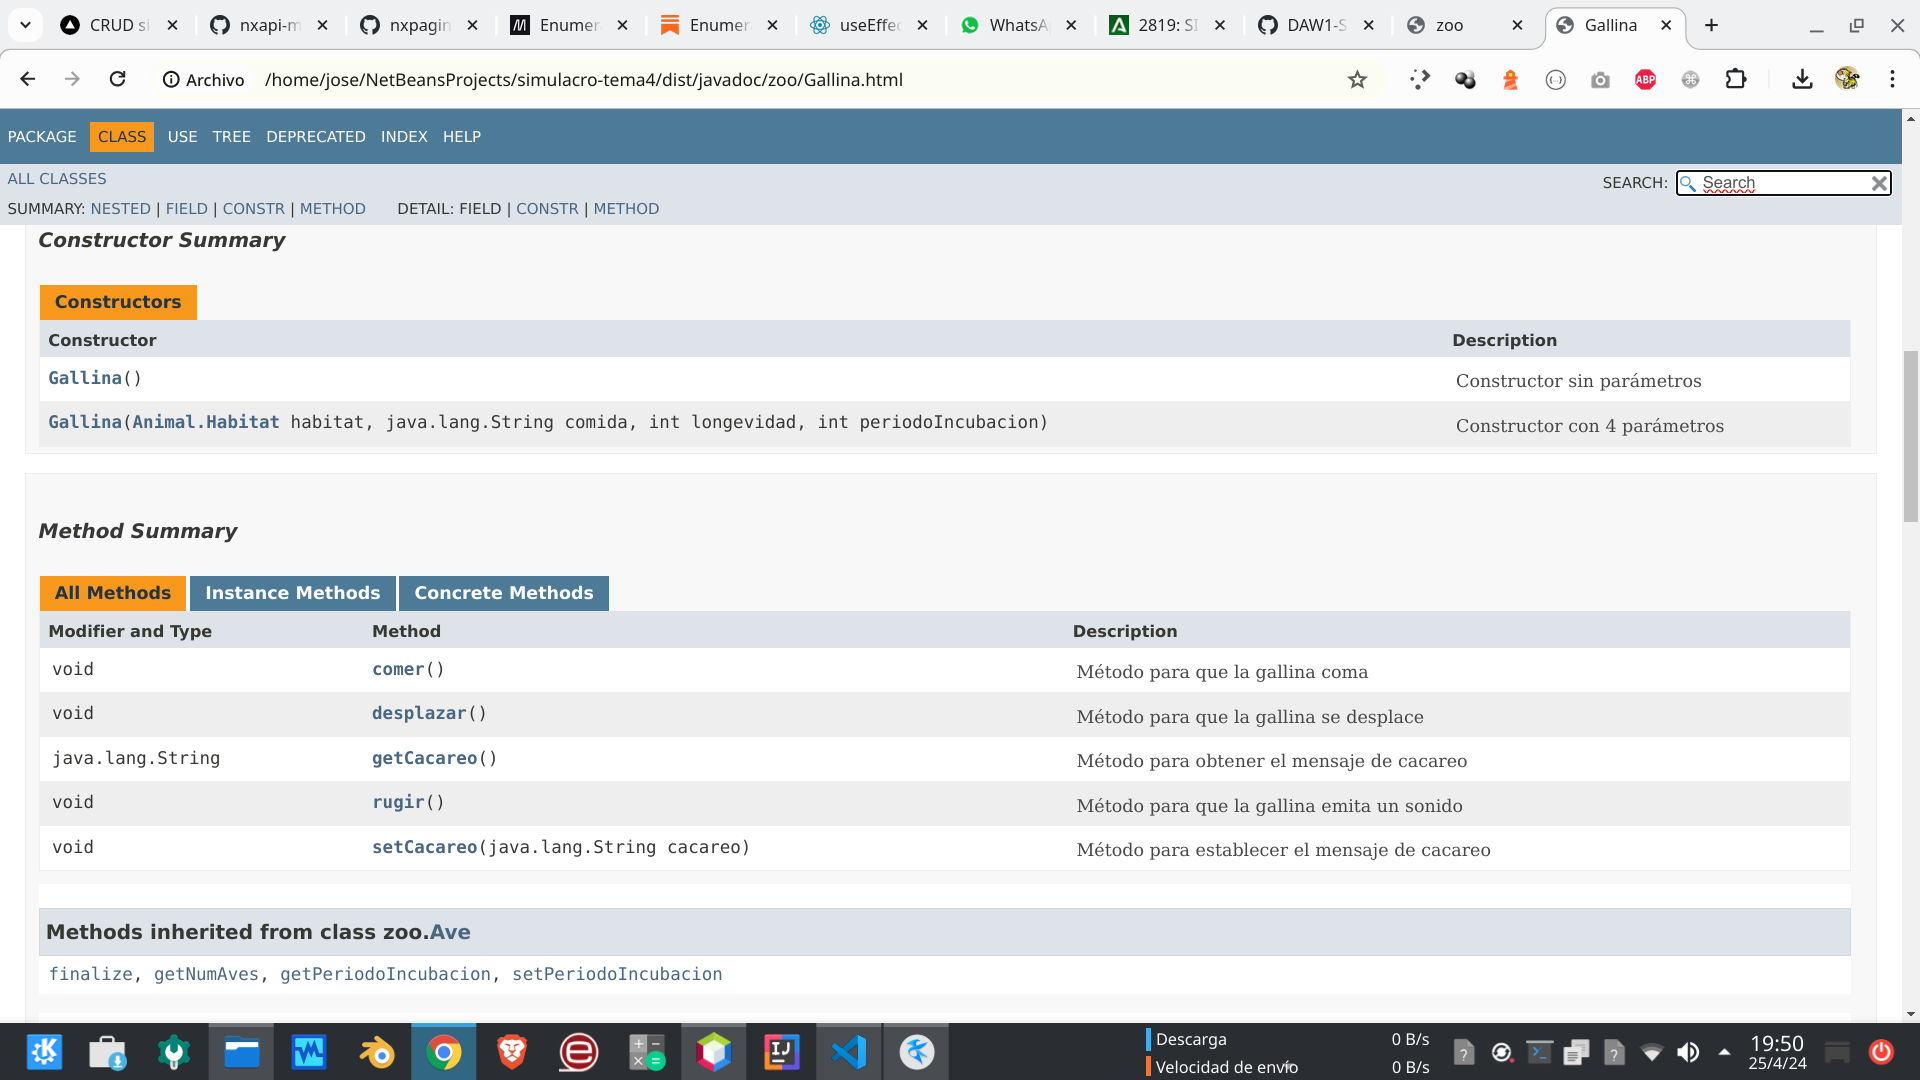 CRUD si
nxapi-m
nxpagin
Enumer
Enumer
useEffec
WhatsA
2819: SI
DAW1-S
zoo
Gallina
Archivo
/home/jose/NetBeansProjects/simulacro-tema4/dist/javadoc/zoo/Gallina.html
ABP
PACKAGE CLASS USE TREE DEPRECATED INDEX HELP
ALL CLASSES
SEARCH: Search
SUMMARY: NESTED | FIELD | CONSTR | METHOD DETAIL: FIELD | CONSTR | METHOD
Constructor Summary
Constructors
Constructor Description
Gallina() Constructor sin parámetros
Gallina(Animal.Habitat habitat, java.lang.String comida, int longevidad, int periodoIncubacion) Constructor con 4 parámetros
Method Summary
All Methods Instance Methods Concrete Methods
Modifier and Type Method Description
void comer() Método para que la gallina coma
void desplazar() Método para que la gallina se desplace
java.lang.String getCacareo() Método para obtener el mensaje de cacareo
void rugir() Método para que la gallina emita un sonido
void setCacareo(java.lang.String cacareo) Método para establecer el mensaje de cacareo
Methods inherited from class zoo.Ave
finalize, getNumAves, getPeriodoIncubacion, setPeriodoIncubacion
Descarga 0 B/s
Velocidad de envío 0 B/s
19:50
25/4/24